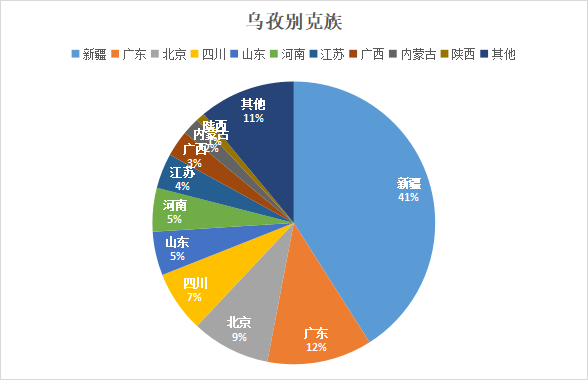 乌孜别克族
新疆 广东 北京 四川 山东 河南 江苏 广西 内蒙古 陕西 其他
新疆
41%
广东
12%
北京
9%
四川
7%
山东
5%
河南
5%
江苏
4%
广西
3%
内蒙古
2%
陕西
1%
其他
11%